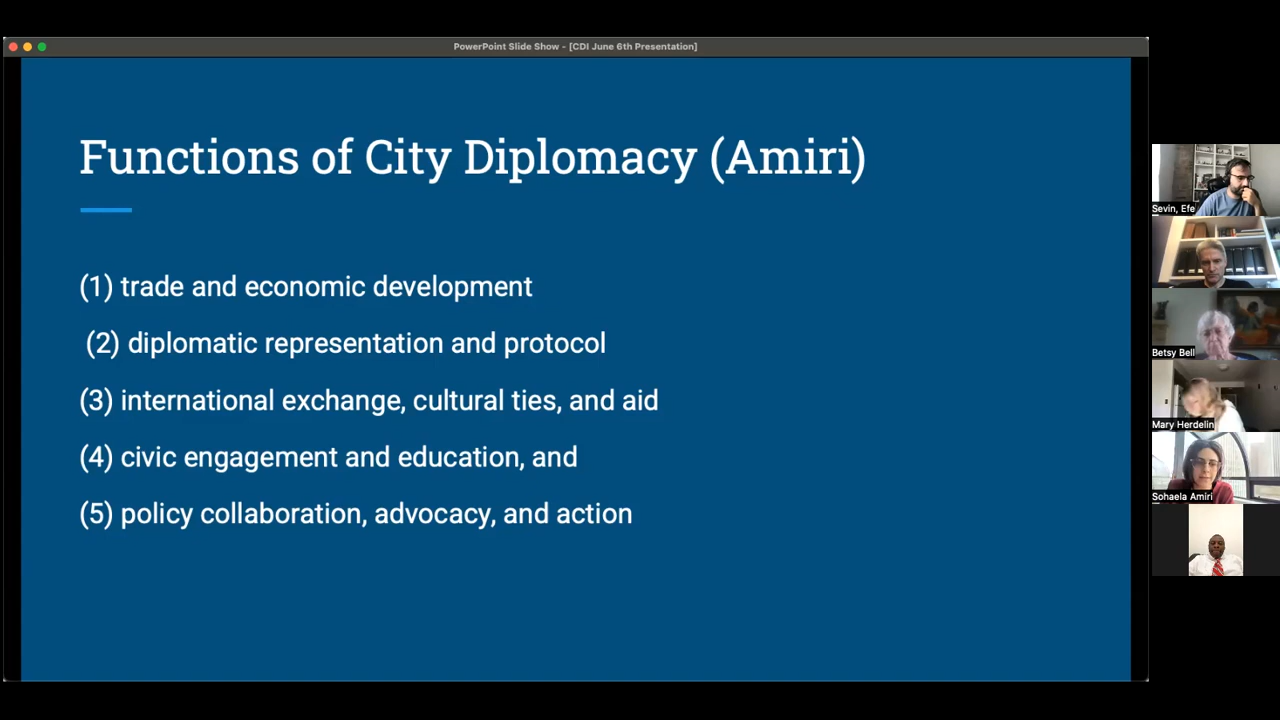 PowerPoint Slide Show - [CDI June 6th Presentation]
Functions of City Diplomacy (Amiri)
(1) trade and economic development
(2) diplomatic representation and protocol
(3) international exchange, cultural ties, and aid
(4) civic engagement and education, and
(5) policy collaboration, advocacy, and action
Sevin, Efe
Betsy Bell
Mary Herdelin
Sohaela Amiri